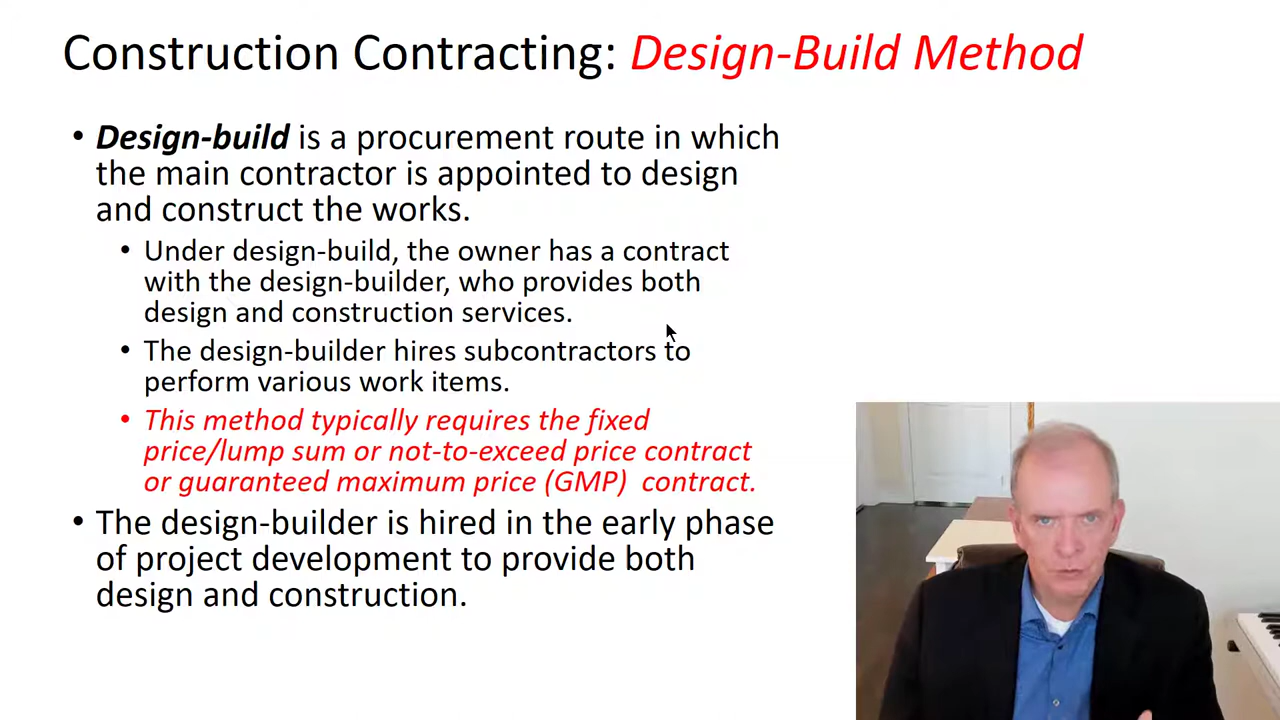 Construction Contracting: Design-Build Method
• Design-build is a procurement route in which
the main contractor is appointed to design
and construct the works.
• Under design-build, the owner has a contract
with the design-builder, who provides both
design and construction services.
• The design-builder hires subcontractors to
perform various work items.
• This method typically requires the fixed
price/lump sum or not-to-exceed price contract
or guaranteed maximum price (GMP) contract.
• The design-builder is hired in the early phase
of project development to provide both
design and construction.